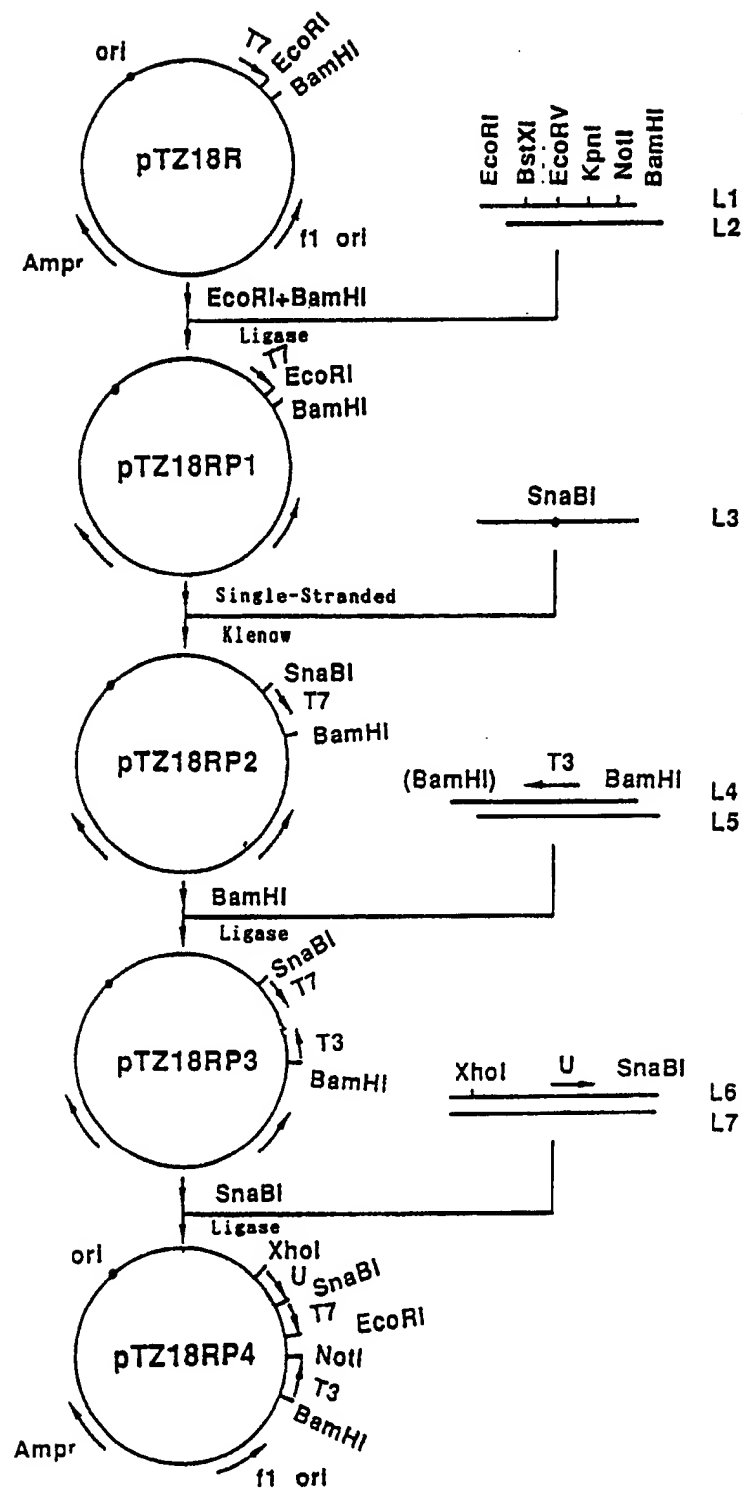 ori
T7
EcoRI
BamHI
pTZ18R
Ampr
f1 ori
EcoRI
BstXI
EcoRV
KpnI
NotI
BamHI
L1
L2
EcoRI+BamHI
Ligase
T7
EcoRI
BamHI
pTZ18RP1
SnaBI
L3
Single-Stranded
Klenow
SnaBI
T7
BamHI
pTZ18RP2
(BamHI) T3 BamHI
L4
L5
BamHI
Ligase
SnaBI
T7
T3
BamHI
pTZ18RP3
XhoI U SnaBI
L6
L7
SnaBI
Ligase
ori
XhoI
U
SnaBI
T7
EcoRI
pTZ18RP4
NotI
T3
BamHI
Ampr
f1 ori